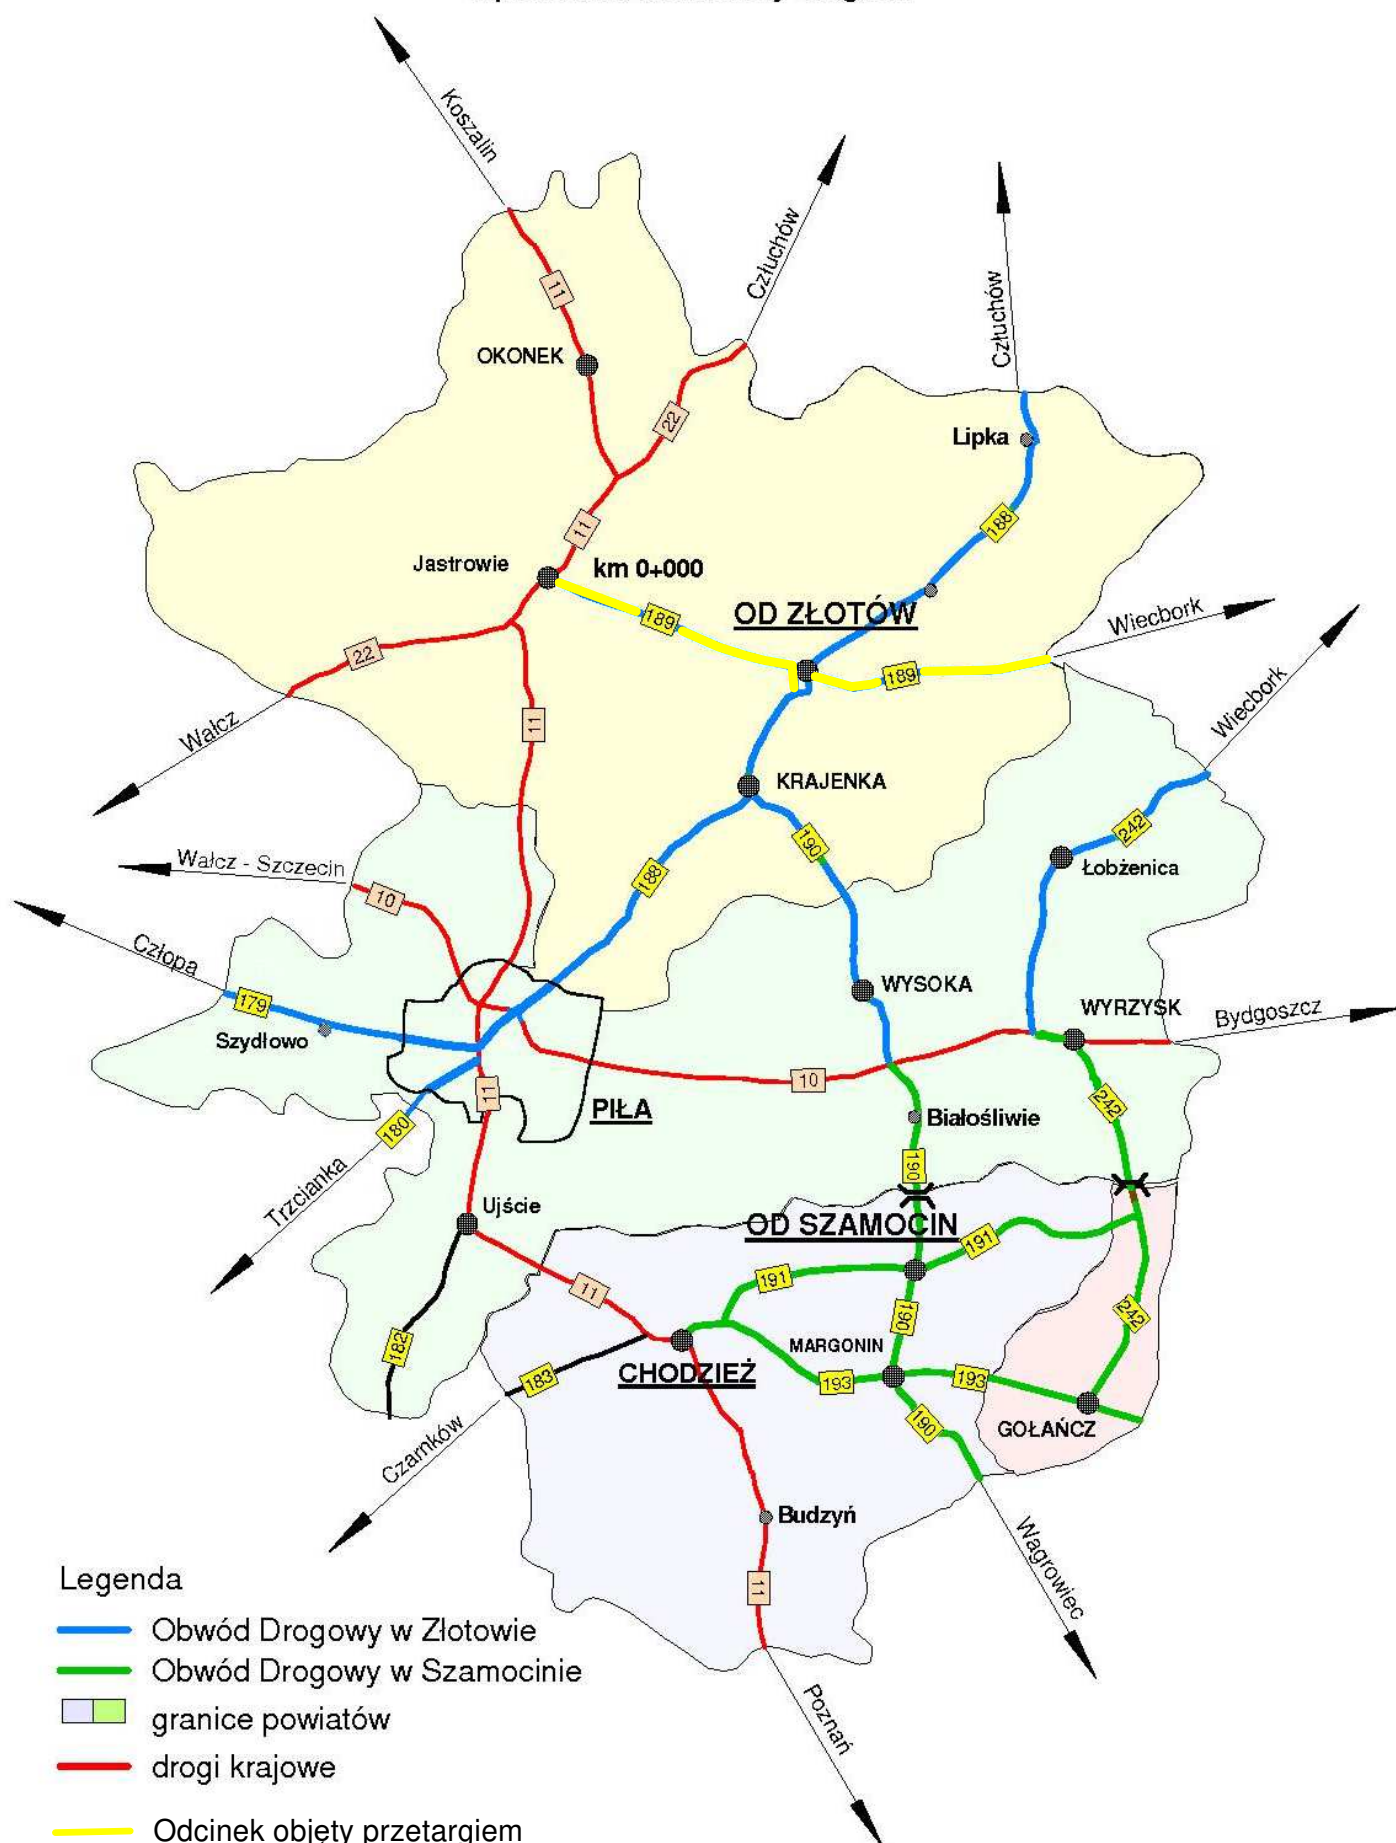 Koszalin
Człuchów
Człuchów
11
OKONEK
22
Lipka
188
11
Jastrowie
km 0+000
189
OD ZŁOTÓW
Wiecbork
22
189
Wiecbork
Wałcz
11
KRAJENKA
190
242
Wałcz - Szczecin
188
Łobżenica
10
Człopa
179
WYSOKA
WYRZYSK
Bydgoszcz
Szydłowo
10
11
242
PIŁA
Białośliwie
180
190
Trzcianka
Ujście
OD SZAMOCIN
191
191
11
190
242
182
MARGONIN
CHODZIEŻ
183
193
193
190
GOŁAŃCZ
Czarnków
Budzyń
Wagrowiec
11
Poznań
Legenda
Obwód Drogowy w Złotowie
Obwód Drogowy w Szamocinie
granice powiatów
drogi krajowe
Odcinek objęty przetargiem